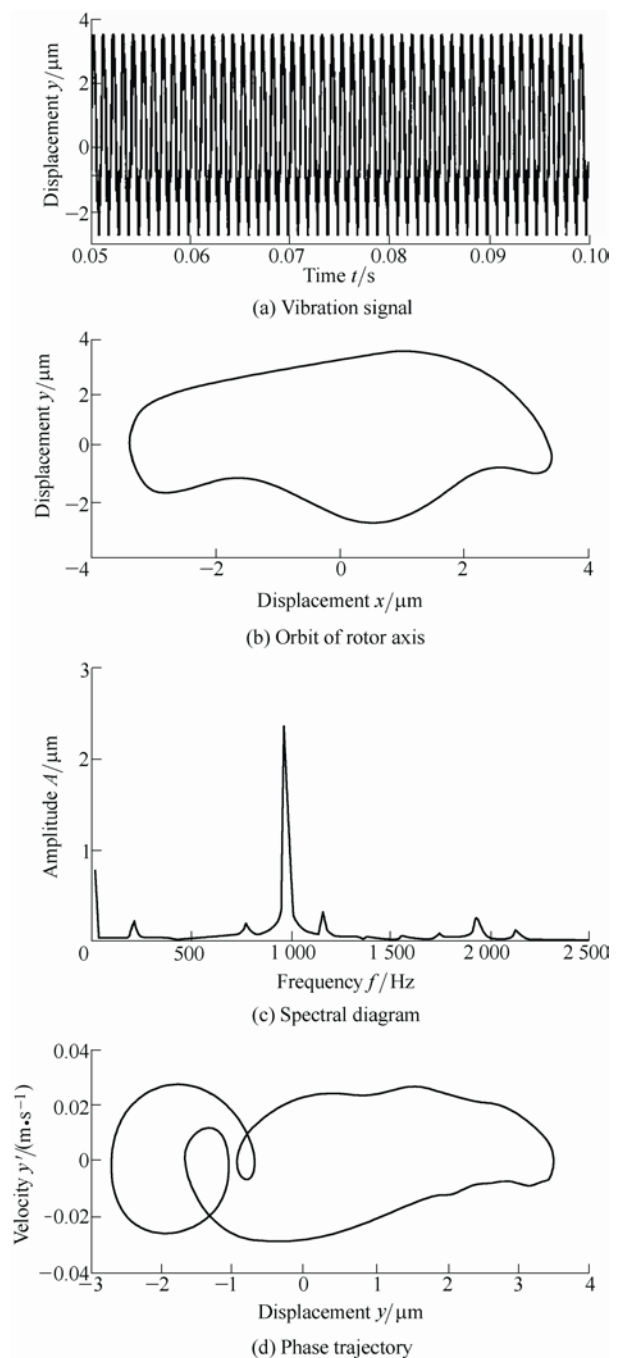 4
2
0
−2
Displacement y/μm
0.05 0.06 0.07 0.08 0.09 0.10
Time t/s
(a) Vibration signal
4
2
0
−2
−4
Displacement y/μm
−4 −2 0 2 4
Displacement x/μm
(b) Orbit of rotor axis
3
2
1
Amplitude A/μm
0 500 1 000 1 500 2 000 2 500
Frequency f/Hz
(c) Spectral diagram
0.04
0.02
0
-0.02
−0.04
Velocity y′/(m•s⁻¹)
−3 −2 −1 0 1 2 3 4
Displacement y/μm
(d) Phase trajectory